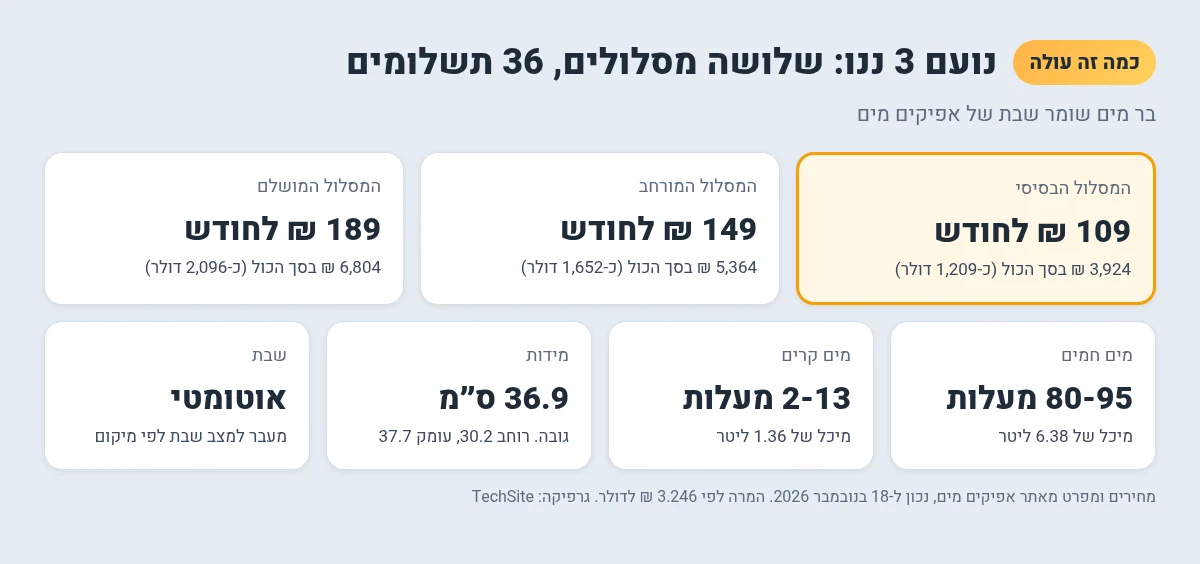 כמה זה עולה
נועם 3 ננו: שלושה מסלולים, 36 תשלומים
בר מים שומר שבת של אפיקים מים
המסלול הבסיסי
109 ₪ לחודש
3,924 ₪ בסך הכול (כ-1,209 דולר)
המסלול המורחב
149 ₪ לחודש
5,364 ₪ בסך הכול (כ-1,652 דולר)
המסלול המושלם
189 ₪ לחודש
6,804 ₪ בסך הכול (כ-2,096 דולר)
מים חמים
80-95 מעלות
מיכל של 6.38 ליטר
מים קרים
2-13 מעלות
מיכל של 1.36 ליטר
מידות
36.9 ס״מ
גובה. רוחב 30.2, עומק 37.7
שבת
אוטומטי
מעבר למצב שבת לפי מיקום
מחירים ומפרט מאתר אפיקים מים, נכון ל-18 בנובמבר 2026. המרה לפי 3.246 ₪ לדולר. גרפיקה: TechSite